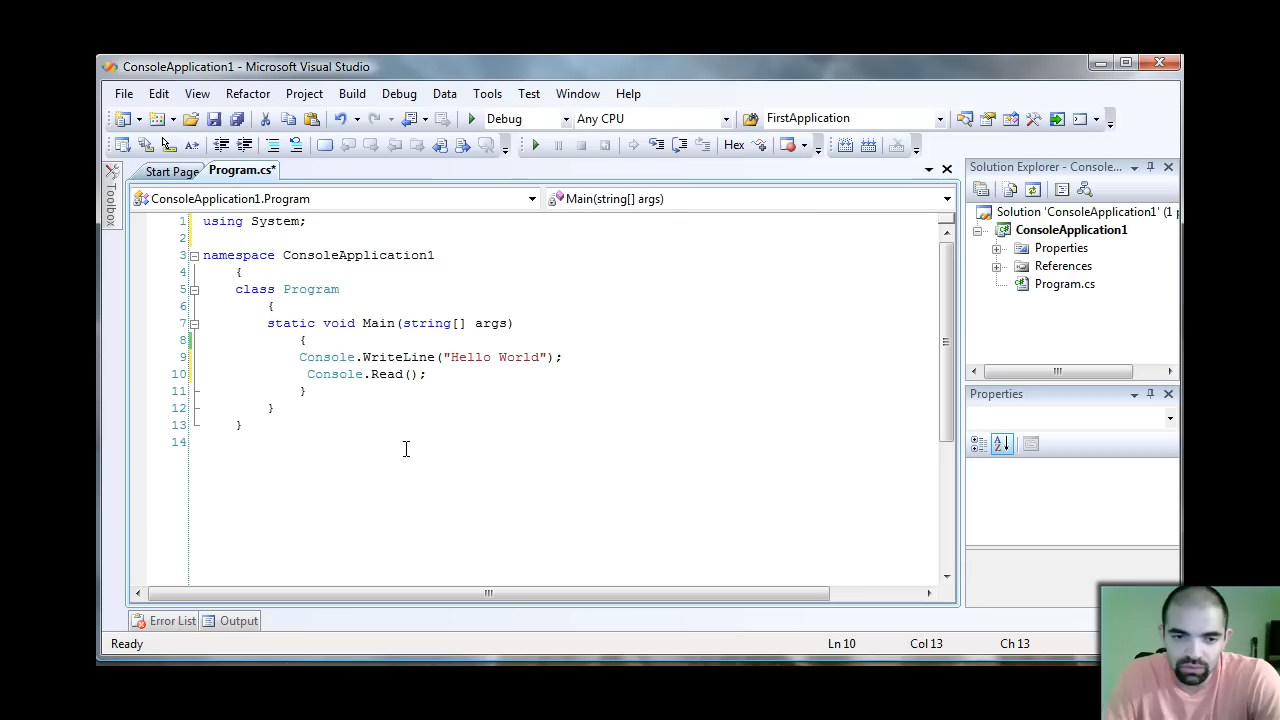 ConsoleApplication1 - Microsoft Visual Studio
File Edit View Refactor Project Build Debug Data Tools Test Window Help
Debug Any CPU FirstApplication
Hex
Toolbox
Start Page Program.cs*
ConsoleApplication1.Program Main(string[] args)
1 using System;
2
3 namespace ConsoleApplication1
4 {
5 class Program
6 {
7 static void Main(string[] args)
8 {
9 Console.WriteLine("Hello World");
10 Console.Read();
11 }
12 }
13 }
14
Solution Explorer - Console...
Solution 'ConsoleApplication1' (1 p
ConsoleApplication1
Properties
References
Program.cs
Properties
Error List Output
Ready Ln 10 Col 13 Ch 13